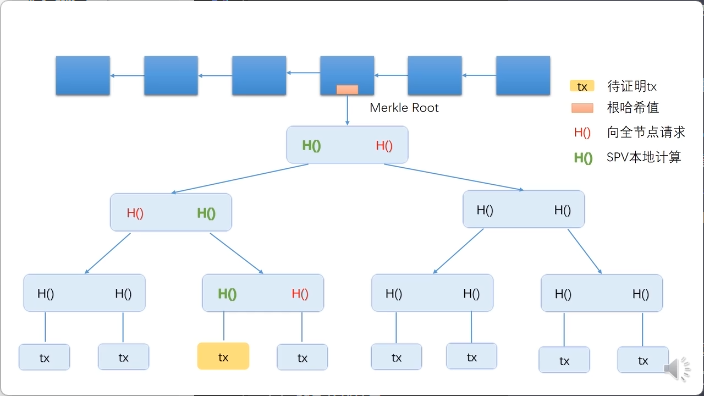 tx 待证明tx
Merkle Root 根哈希值
H() H() H() 向全节点请求
H() SPV本地计算
H() H() H() H()
H() H() H() H() H() H() H() H()
tx tx tx tx tx tx tx tx